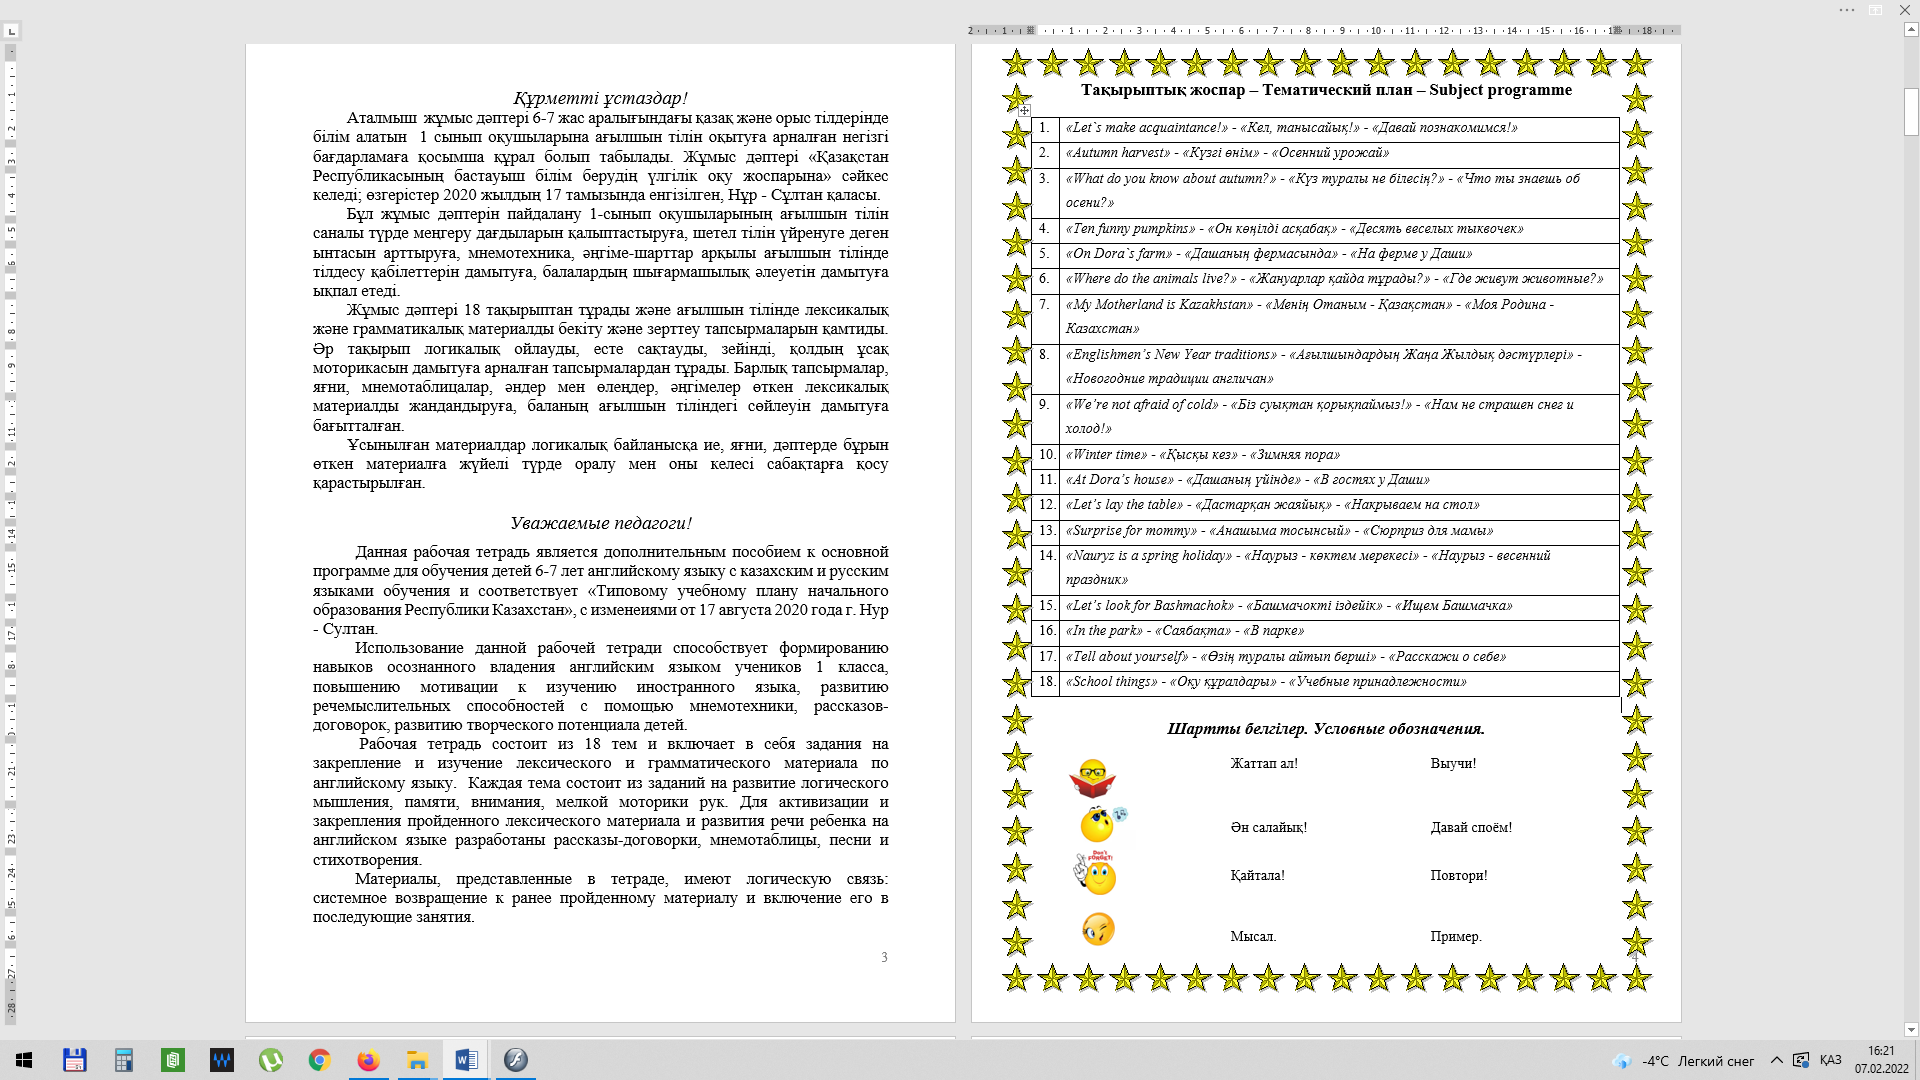 Құрметті ұстаздар!
Аталмыш жұмыс дәптері 6-7 жас аралығындағы қазақ және орыс тілдерінде
білім алатын 1 сынып оқушыларына ағылшын тілін оқытуға арналған негізгі
бағдарламаға қосымша құрал болып табылады. Жұмыс дәптері «Қазақстан
Республикасының бастауыш білім берудің үлгілік оқу жоспарына» сәйкес
келеді; өзгерістер 2020 жылдың 17 тамызында енгізілген, Нұр - Сұлтан қаласы.
Бұл жұмыс дәптерін пайдалану 1-сынып оқушыларының ағылшын тілін
саналы түрде меңгеру дағдыларын қалыптастыруға, шетел тілін үйренуге деген
ынтасын арттыруға, мнемотехника, әңгіме-шарттар арқылы ағылшын тілінде
тілдесу қабілеттерін дамытуға, балалардың шығармашылық әлеуетін дамытуға
ықпал етеді.
Жұмыс дәптері 18 тақырыптан тұрады және ағылшын тілінде лексикалық
және грамматикалық материалды бекіту және зерттеу тапсырмаларын қамтиды.
Әр тақырып логикалық ойлауды, есте сақтауды, зейінді, қолдың ұсақ
моторикасын дамытуға арналған тапсырмалардан тұрады. Барлық тапсырмалар,
яғни, мнемотаблицалар, әндер мен өлеңдер, әңгімелер өткен лексикалық
материалды жандандыруға, баланың ағылшын тіліндегі сөйлеуін дамытуға
бағытталған.
Ұсынылған материалдар логикалық байланысқа ие, яғни, дәптерде бұрын
өткен материалға жүйелі түрде оралу мен оны келесі сабақтарға қосу
қарастырылған.
Уважаемые педагоги!
Данная рабочая тетрадь является дополнительным пособием к основной
программе для обучения детей 6-7 лет английскому языку с казахским и русским
языками обучения и соответствует «Типовому учебному плану начального
образования Республики Казахстан», с изменеиями от 17 августа 2020 года г. Нур
- Султан.
Использование данной рабочей тетради способствует формированию
навыков осознанного владения английским языком учеников 1 класса,
повышению мотивации к изучению иностранного языка, развитию
речемыслительных способностей с помощью мнемотехники, рассказов-
договорок, развитию творческого потенциала детей.
Рабочая тетрадь состоит из 18 тем и включает в себя задания на
закрепление и изучение лексического и грамматического материала по
английскому языку. Каждая тема состоит из заданий на развитие логического
мышления, памяти, внимания, мелкой моторики рук. Для активизации и
закрепления пройденного лексического материала и развития речи ребенка на
английском языке разработаны рассказы-договорки, мнемотаблицы, песни и
стихотворения.
Материалы, представленные в тетраде, имеют логическую связь:
системное возвращение к ранее пройденному материалу и включение его в
последующие занятия.
3
Тақырыптық жоспар – Тематический план – Subject programme
1. «Let`s make acquaintance!» - «Кел, танысайық!» - «Давай познакомимся!»
2. «Autumn harvest» - «Күзгі өнім» - «Осенний урожай»
3. «What do you know about autumn?» - «Күз туралы не білесің?» - «Что ты знаешь об
осени?»
4. «Ten funny pumpkins» - «Он көңілді асқабақ» - «Десять веселых тыквочек»
5. «On Dora`s farm» - «Дашаның фермасында» - «На ферме у Даши»
6. «Where do the animals live?» - «Жануарлар қайда тұрады?» - «Где живут животные?»
7. «My Motherland is Kazakhstan» - «Менің Отаным - Қазақстан» - «Моя Родина -
Казахстан»
8. «Englishmen’s New Year traditions» - «Ағылшындардың Жаңа Жылдық дәстүрлері» -
«Новогодние традиции англичан»
9. «We’re not afraid of cold» - «Біз суықтан қорықпаймыз!» - «Нам не страшен снег и
холод!»
10. «Winter time» - «Қысқы кез» - «Зимняя пора»
11. «At Dora’s house» - «Дашаның үйінде» - «В гостях у Даши»
12. «Let’s lay the table» - «Дастарқан жаяйық» - «Накрываем на стол»
13. «Surprise for mommy» - «Анашыма тосынсый» - «Сюрприз для мамы»
14. «Nauryz is a spring holiday» - «Наурыз - көктем мерекесі» - «Наурыз - весенний
праздник»
15. «Let’s look for Bashmachok» - «Башмачокті іздейік» - «Ищем Башмачка»
16. «In the park» - «Саябақта» - «В парке»
17. «Tell about yourself» - «Өзің туралы айтып берші» - «Расскажи о себе»
18. «School things» - «Оқу құралдары» - «Учебные принадлежности»
Шартты белгілер. Условные обозначения.
Жаттап ал! Выучи!
Ән салайық! Давай споём!
Don't FORGET!
Қайтала! Повтори!
Мысал. Пример.
4
-4°C Легкий снег
ҚАЗ
16:21
07.02.2022